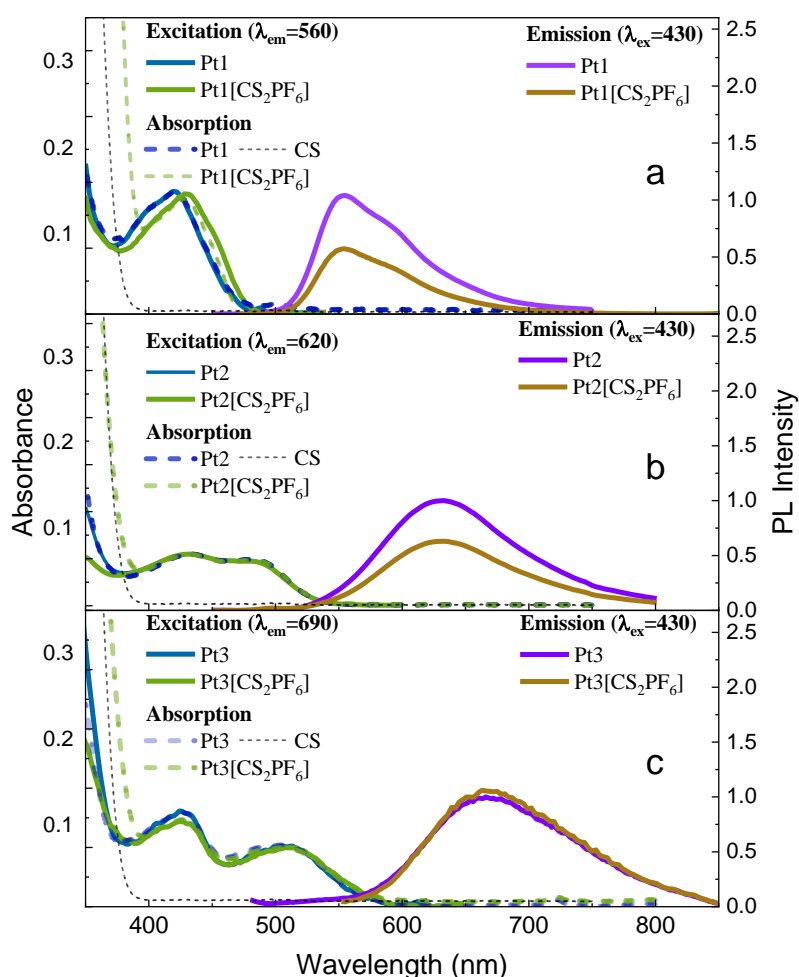 Excitation (λem=560)
Pt1
Pt1[CS₂PF₆]
Absorption
Pt1 CS
Pt1[CS₂PF₆]
Emission (λex=430)
Pt1
Pt1[CS₂PF₆]
a
0.3
0.2
0.1
2.5
2.0
1.5
1.0
0.5
0.0
Excitation (λem=620)
Pt2
Pt2[CS₂PF₆]
Absorption
Pt2 CS
Pt2[CS₂PF₆]
Emission (λex=430)
Pt2
Pt2[CS₂PF₆]
b
0.3
0.2
0.1
2.5
2.0
1.5
1.0
0.5
0.0
Excitation (λem=690)
Pt3
Pt3[CS₂PF₆]
Absorption
Pt3 CS
Pt3[CS₂PF₆]
Emission (λex=430)
Pt3
Pt3[CS₂PF₆]
c
0.3
0.2
0.1
2.5
2.0
1.5
1.0
0.5
0.0
Absorbance
PL Intensity
400 500 600 700 800
Wavelength (nm)